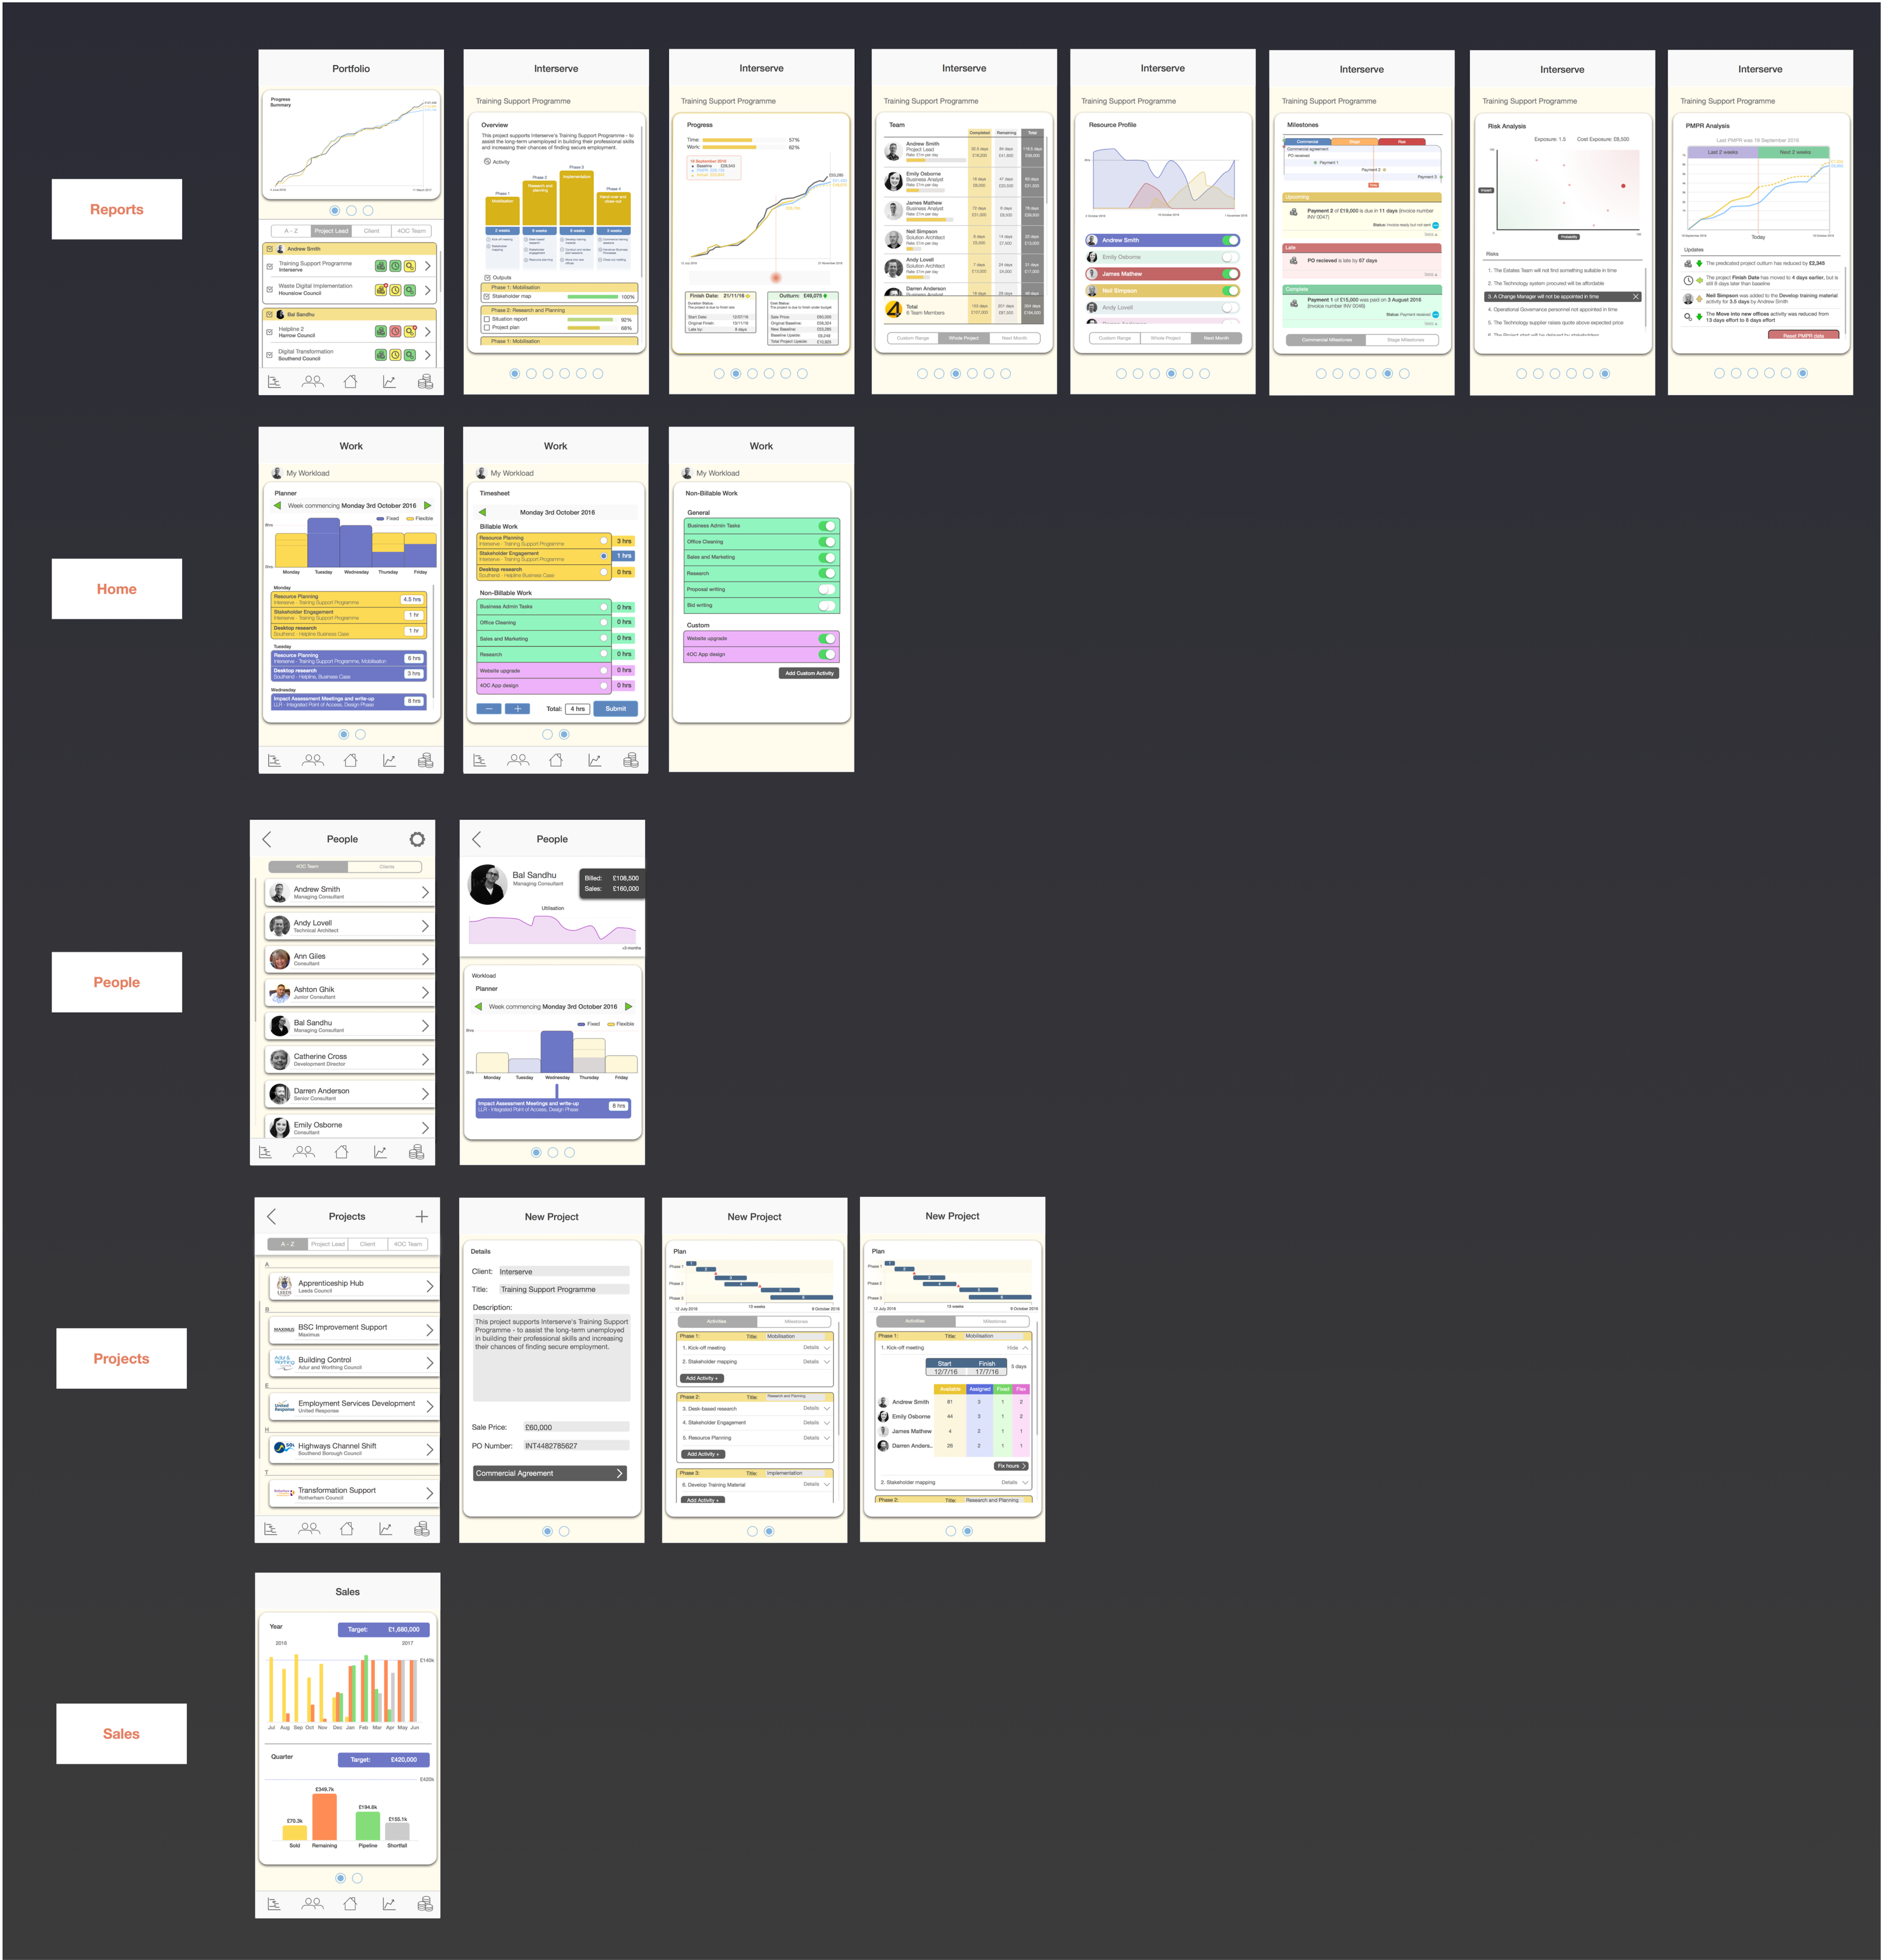 Reports
Portfolio
Progress
Summary
A - Z
Project Lead
Client
4OC Team
Andrew Smith
Training Support Programme
Interserve
Waste Digital Implementation
Hounslow Council
Bal Sandhu
Helpline 2
Harrow Council
Digital Transformation
Southend Council
Interserve
Training Support Programme
Overview
This project supports Interserve's Training Support Programme - to
assist the long-term unemployed in building their professional skills
and increasing their chances of finding secure employment.
Activity
Phase 1
Mobilisation
Phase 2
Research and
planning
Implementation
Phase 4
2 weeks
Outputs
Phase 1: Mobilisation
Stakeholder map
100%
Phase 2: Research and Planning
Situation report
92%
Project plan
68%
Phase 1: Mobilisation
Interserve
Training Support Programme
Progress
Time:
57%
Work:
62%
Finish Date: 21/11/16
Outturn: £49,075
Interserve
Training Support Programme
Team
Completed
Remaining
Total
Andrew Smith
Project Lead
Emily Osborne
Business Analyst
James Mathew
Business Analyst
Neil Simpson
Solution Architect
Andy Lovell
Solution Architect
Darren Anderson
Total
8 Team Members
Custom Range
Whole Project
Next Month
Interserve
Training Support Programme
Resource Profile
Andrew Smith
Emily Osborne
James Mathew
Neil Simpson
Andy Lovell
Custom Range
Whole Project
Next Month
Interserve
Training Support Programme
Milestones
Commercial
Stage
Risk
Commercial agreement
PO received
Payment 1
Payment 2
Payment 3
Upcoming
Payment 2 of £19,000 is due in 11 days (invoice number
INV 0047)
Status: Invoice ready but not sent
Late
PO recieved is late by 67 days
Complete
Payment 1 of £15,000 was paid on 3 August 2016
(invoice number INV 0046)
Status: Payment received
Commercial Milestones
Stage Milestones
Interserve
Training Support Programme
Risk Analysis
Exposure: 1.5
Cost Exposure: £8,500
Impact
Probability
Risks
1. The Estates Team will not find something suitable in time
2. The Technology system procured will be affordable
3. A Change Manager will not be appointed in time
4. Operational Governance personnel not appointed in time
5. The Technology supplier raises quote above expected price
Interserve
Training Support Programme
PMPR Analysis
Last PMPR was 16 September 2016
Last 2 weeks
Next 2 weeks
Today
Updates
The predicated project outturn has reduced by £2,345
The project Finish Date has moved to 4 days earlier, but is
still 8 days later than baseline
Neil Simpson was added to the Develop training material
activity for 3.5 days by Andrew Smith
The Move into new offices activity was reduced from
13 days effort to 8 days effort
Reset PMPR data
Home
Work
My Workload
Planner
Week commencing Monday 3rd October 2016
Fixed
Flexible
Monday
Tuesday
Wednesday
Thursday
Friday
Monday
Resource Planning
Interserve - Training Support Programme
4.5 hrs
Stakeholder Engagement
Interserve - Training Support Programme
1 hr
Desktop research
Southend - Helpline Business Case
1 hr
Tuesday
Resource Planning
Interserve - Training Support Programme, Mobilisation
6 hrs
Desktop research
Southend - Helpline, Business Case
3 hrs
Wednesday
Impact Assessment Meetings and write-up
LLR - Integrated Point of Access, Design Phase
8 hrs
Work
My Workload
Timesheet
Monday 3rd October 2016
Billable Work
Resource Planning
Interserve - Training Support Programme
3 hrs
Stakeholder Engagement
Interserve - Training Support Programme
1 hrs
Desktop research
Southend - Helpline Business Case
0 hrs
Non-Billable Work
Business Admin Tasks
0 hrs
Office Cleaning
0 hrs
Sales and Marketing
0 hrs
Research
0 hrs
Website upgrade
0 hrs
4OC App design
0 hrs
Total:
4 hrs
Submit
Work
My Workload
Non-Billable Work
General
Business Admin Tasks
Office Cleaning
Sales and Marketing
Research
Proposal writing
Bid writing
Custom
Website upgrade
4OC App design
Add Custom Activity
People
People
4OC Team
Clients
Andrew Smith
Managing Consultant
Andy Lovell
Technical Architect
Ann Giles
Consultant
Ashton Ghik
Junior Consultant
Bal Sandhu
Managing Consultant
Catherine Cross
Development Director
Darren Anderson
Senior Consultant
Emily Osborne
Consultant
People
Bal Sandhu
Managing Consultant
Billed: £108,500
Sales: £160,000
Utilisation
Workload
Planner
Week commencing Monday 3rd October 2016
Fixed
Flexible
Monday
Tuesday
Wednesday
Thursday
Friday
Impact Assessment Meetings and write-up
LLR - Integrated Point of Access, Design Phase
8 hrs
Projects
Projects
A - Z
Project Lead
Client
4OC Team
A
Apprenticeship Hub
Leeds Council
B
BSC Improvement Support
Maximus
Building Control
Adur and Worthing Council
E
Employment Services Development
United Response
H
Highways Channel Shift
Southend Borough Council
T
Transformation Support
Rotherham Council
New Project
Details
Client: Interserve
Title: Training Support Programme
Description:
This project supports Interserve's Training Support
Programme - to assist the long-term unemployed
in building their professional skills and increasing
their chances of finding secure employment.
Sale Price: £60,000
PO Number: INT4482785627
Commercial Agreement
New Project
Plan
Phase 1
Phase 2
Phase 3
12 July 2016
13 weeks
9 October 2016
Activities
Milestones
Phase 1:
Title: Mobilisation
1. Kick-off meeting
Details
2. Stakeholder mapping
Details
Add Activity +
Phase 2:
Title: Research and Planning
3. Desk-based research
Details
4. Stakeholder Engagement
Details
5. Resource Planning
Details
Add Activity +
Phase 3:
Title: Implementation
6. Develop Training Material
Details
Add Activity +
New Project
Plan
Phase 1
Phase 2
Phase 3
12 July 2016
13 weeks
9 October 2016
Activities
Milestones
Phase 1:
Title: Mobilisation
1. Kick-off meeting
Hide
Start
Finish
12/7/16
17/7/16
5 days
Available
Assigned
Fixed
Flex
Andrew Smith 81 3 1 2
Emily Osborne 44 3 1 2
James Mathew 4 2 1 1
Darren Anders.. 26 2 1 1
Fix hours
2. Stakeholder mapping
Details
Phase 2:
Title: Research and Planning
Sales
Sales
Year
Target: £1,680,000
2016
2017
£140k
Jul Aug Sep Oct Nov Dec Jan Feb Mar Apr May Jun
Quarter
Target: £420,000
£420k
£70.3k
£349.7k
£194.6k
£155.1k
Sold
Remaining
Pipeline
Shortfall